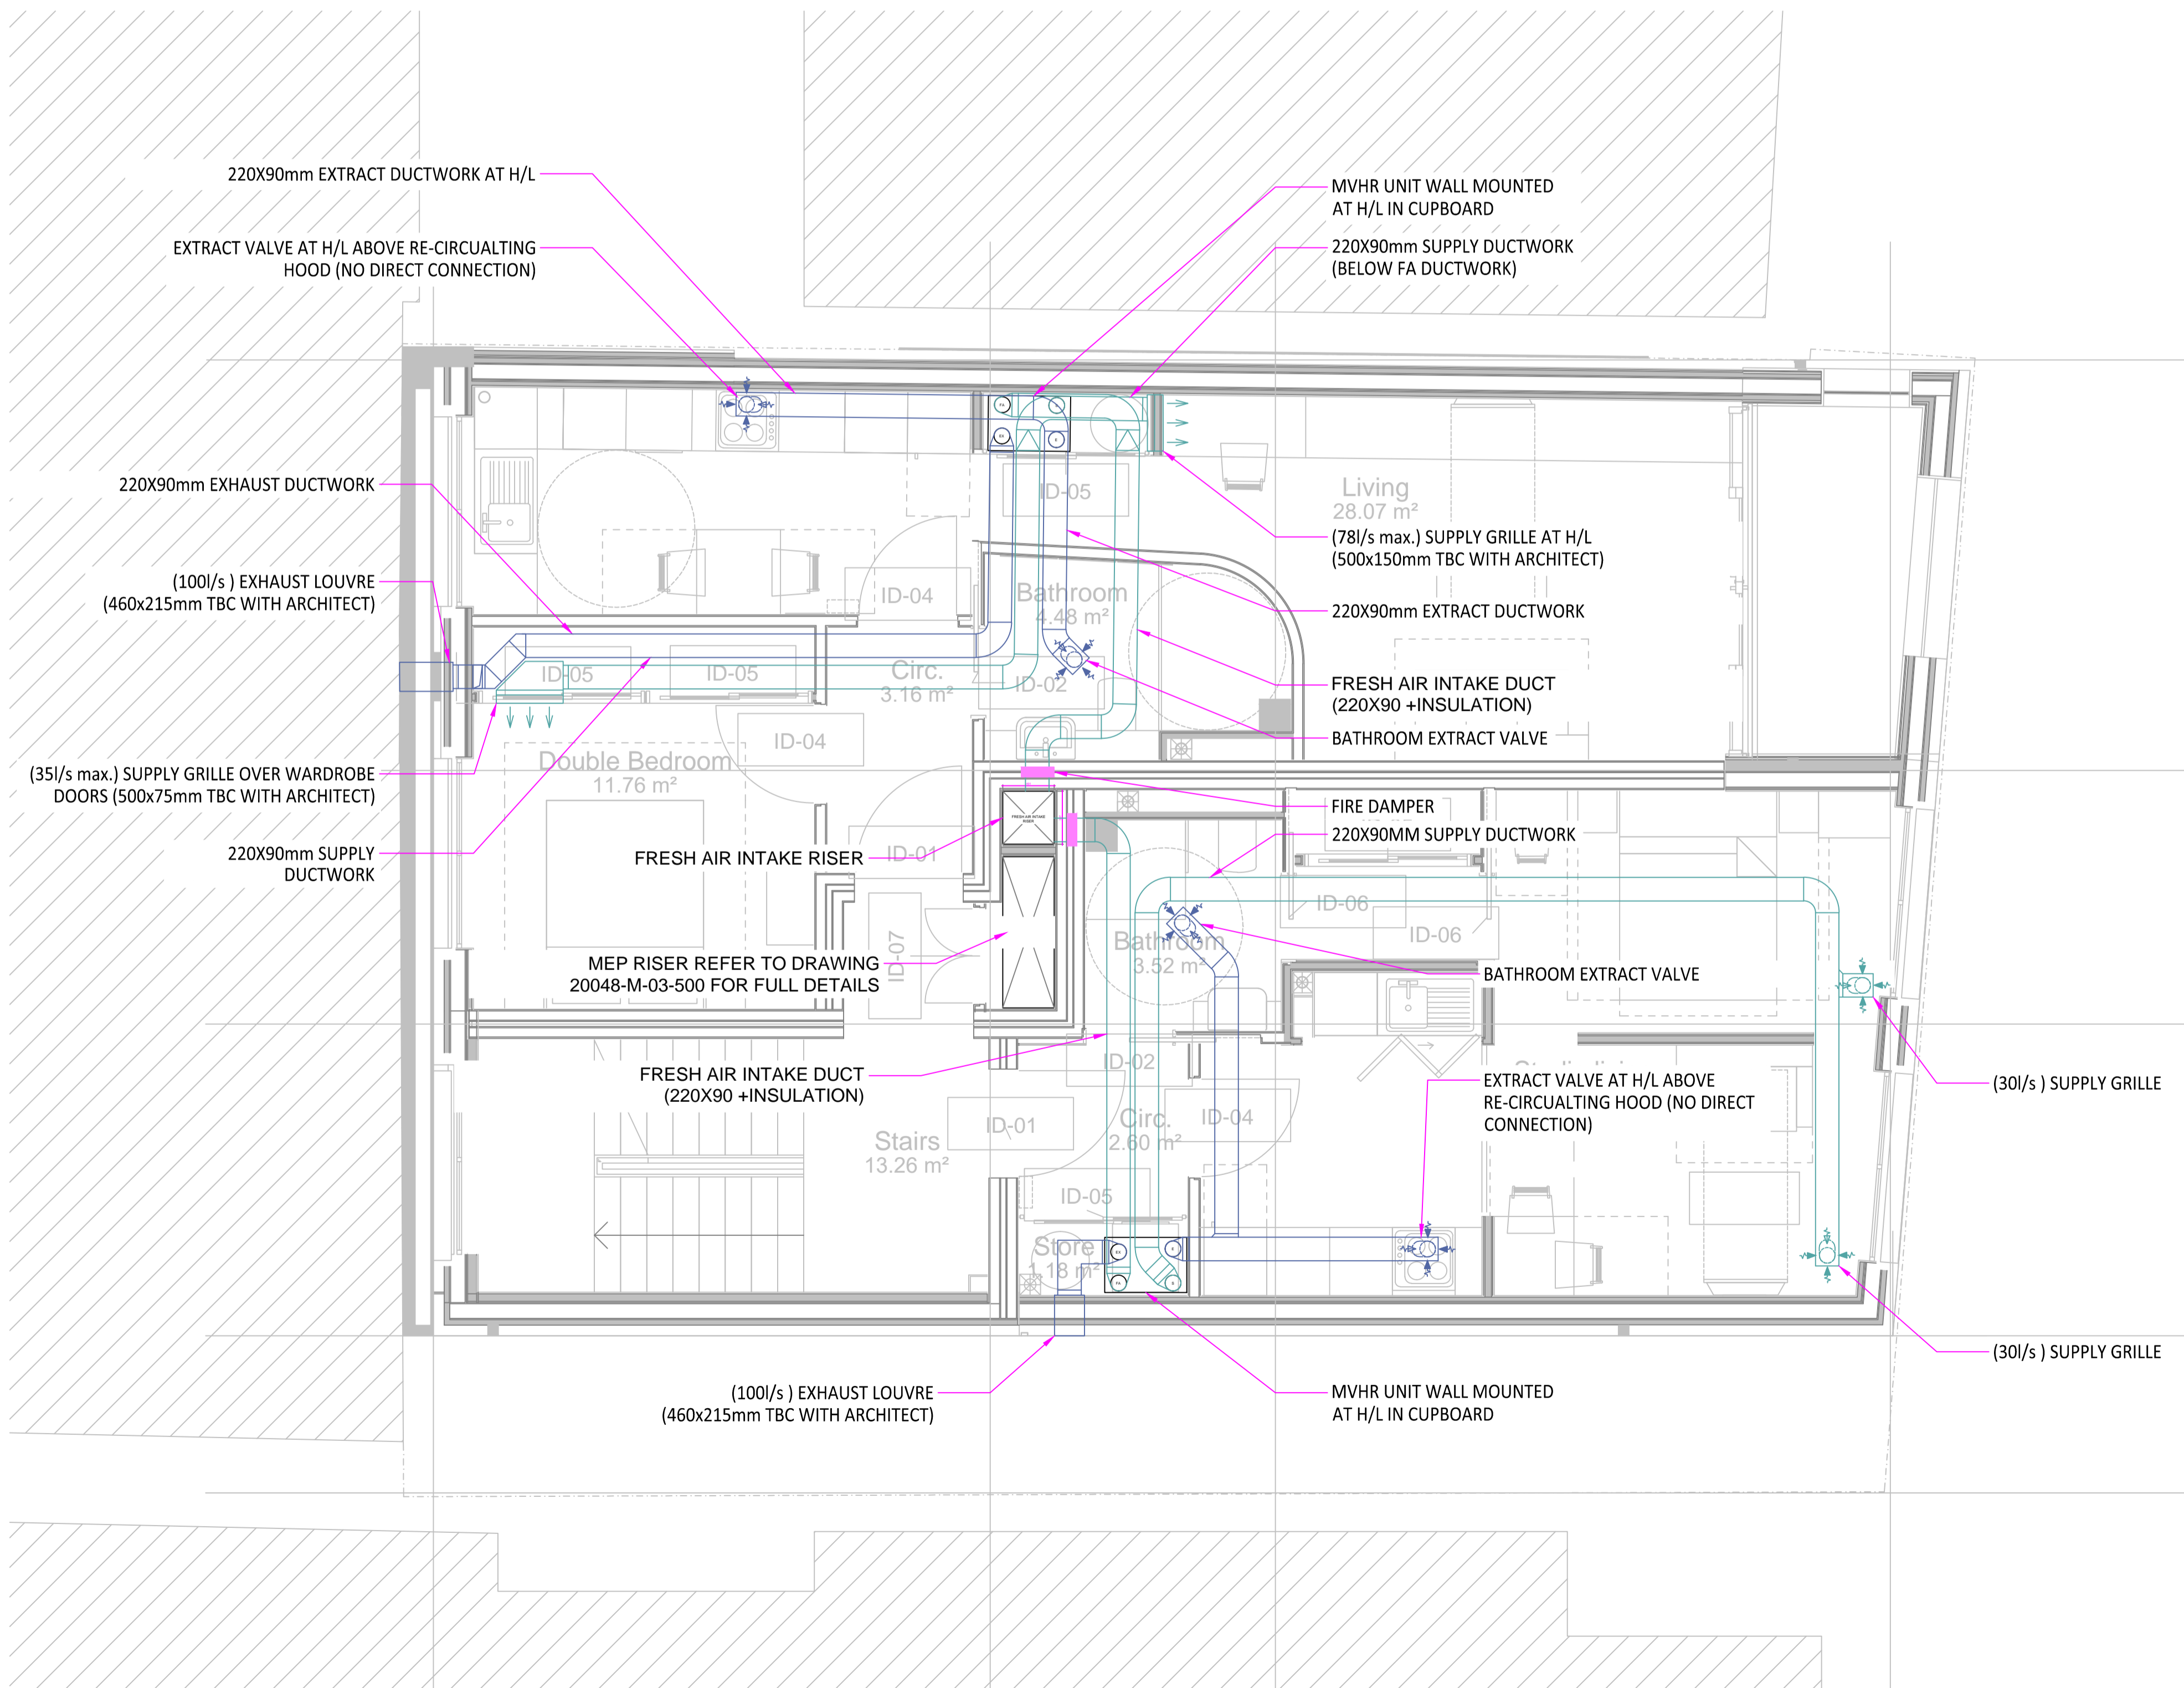 220X90mm EXTRACT DUCTWORK AT H/L
EXTRACT VALVE AT H/L ABOVE RE-CIRCUALTING
HOOD (NO DIRECT CONNECTION)
220X90mm EXHAUST DUCTWORK
(100l/s ) EXHAUST LOUVRE
(460x215mm TBC WITH ARCHITECT)
(35l/s max.) SUPPLY GRILLE OVER WARDROBE
DOORS (500x75mm TBC WITH ARCHITECT)
220X90mm SUPPLY
DUCTWORK
MVHR UNIT WALL MOUNTED
AT H/L IN CUPBOARD
220X90mm SUPPLY DUCTWORK
(BELOW FA DUCTWORK)
(78l/s max.) SUPPLY GRILLE AT H/L
(500x150mm TBC WITH ARCHITECT)
220X90mm EXTRACT DUCTWORK
FRESH AIR INTAKE DUCT
(220X90 +INSULATION)
BATHROOM EXTRACT VALVE
FIRE DAMPER
220X90MM SUPPLY DUCTWORK
Living
28.07 m²
ID-05
ID-04
Bathroom
4.48 m²
ID-05
ID-05
Circ.
3.16 m²
ID-02
ID-04
Double Bedroom
11.76 m²
FRESH AIR INTAKE
RISER
FRESH AIR INTAKE RISER
ID-01
ID-07
MEP RISER REFER TO DRAWING
20048-M-03-500 FOR FULL DETAILS
ID-06
ID-06
Bathroom
3.52 m²
BATHROOM EXTRACT VALVE
FRESH AIR INTAKE DUCT
(220X90 +INSULATION)
ID-02
EXTRACT VALVE AT H/L ABOVE
RE-CIRCUALTING HOOD (NO DIRECT
CONNECTION)
(30l/s ) SUPPLY GRILLE
ID-01
Circ.
2.60 m²
ID-04
Stairs
13.26 m²
ID-05
Store
1.18 m²
(30l/s ) SUPPLY GRILLE
(100l/s ) EXHAUST LOUVRE
(460x215mm TBC WITH ARCHITECT)
MVHR UNIT WALL MOUNTED
AT H/L IN CUPBOARD